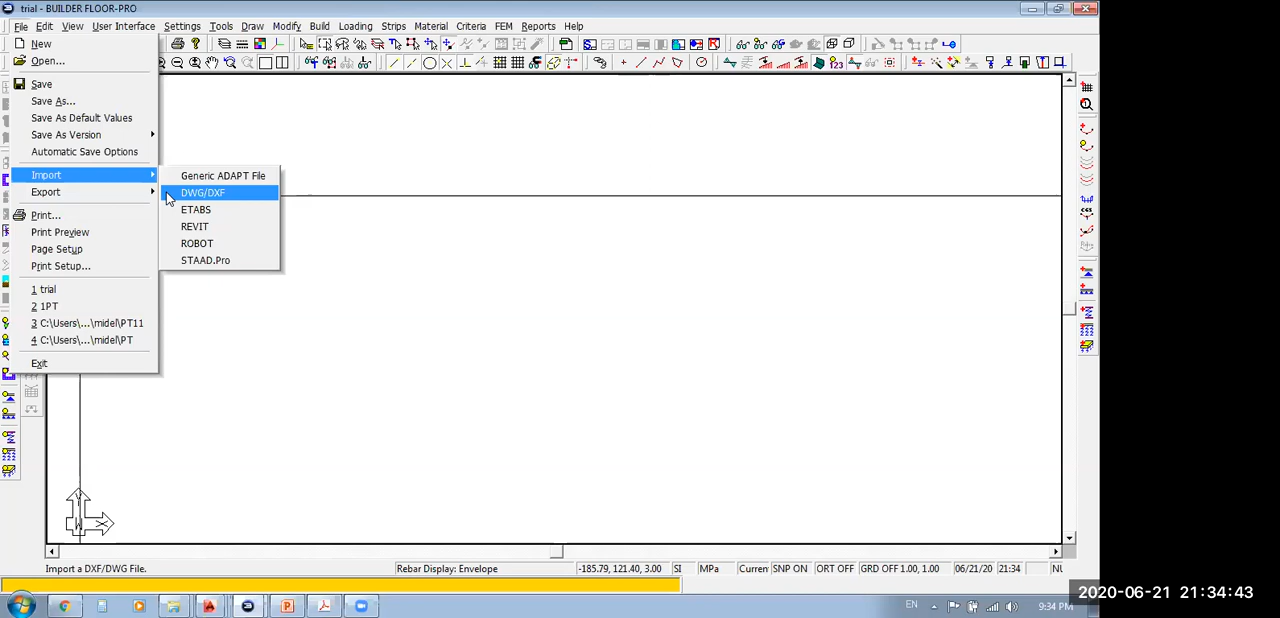 trial - BUILDER FLOOR-PRO
File Edit View User Interface Settings Tools Draw Modify Build Loading Strips Material Criteria FEM Reports Help
New
Open...
Save
Save As...
Save As Default Values
Save As Version
Automatic Save Options
Import
Export
Print...
Print Preview
Page Setup
Print Setup...
1 trial
2 1PT
3 C:\Users\...\midel\PT11
4 C:\Users\...\midel\PT
Exit
Generic ADAPT File
DWG/DXF
ETABS
REVIT
ROBOT
STAAD.Pro
X
Import a DXF/DWG File. Rebar Display: Envelope -185.79, 121.40, 3.00 SI MPa Curren SNP ON ORT OFF GRD OFF 1.00, 1.00 06/21/20 21:34 NU
EN 9:34 PM
2020-06-21 21:34:43